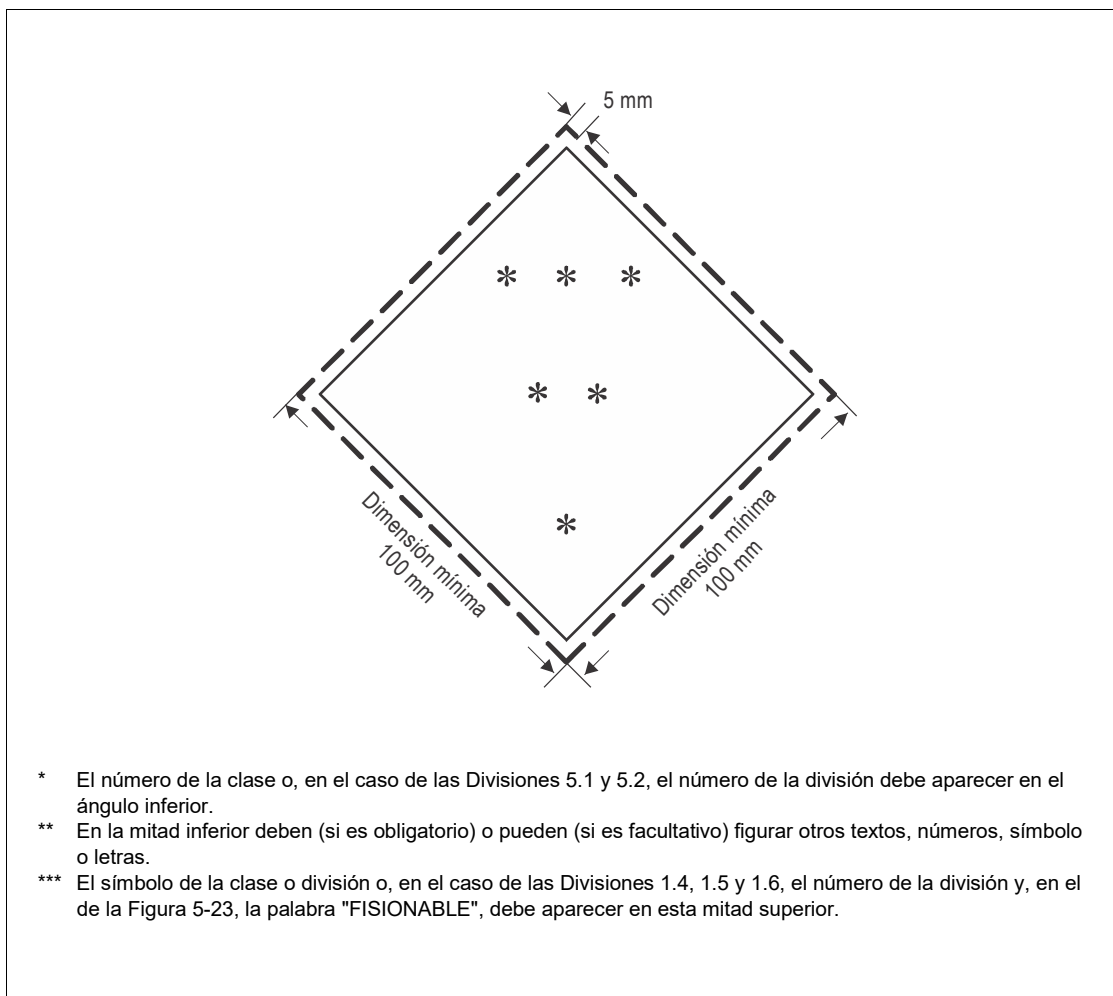 5 mm
* * *
* *
*
Dimensión mínima
100 mm
Dimensión mínima
100 mm
* El número de la clase o, en el caso de las Divisiones 5.1 y 5.2, el número de la división debe aparecer en el
ángulo inferior.
** En la mitad inferior deben (si es obligatorio) o pueden (si es facultativo) figurar otros textos, números, símbolo
o letras.
*** El símbolo de la clase o división o, en el caso de las Divisiones 1.4, 1.5 y 1.6, el número de la división y, en el
de la Figura 5-23, la palabra "FISIONABLE", debe aparecer en esta mitad superior.